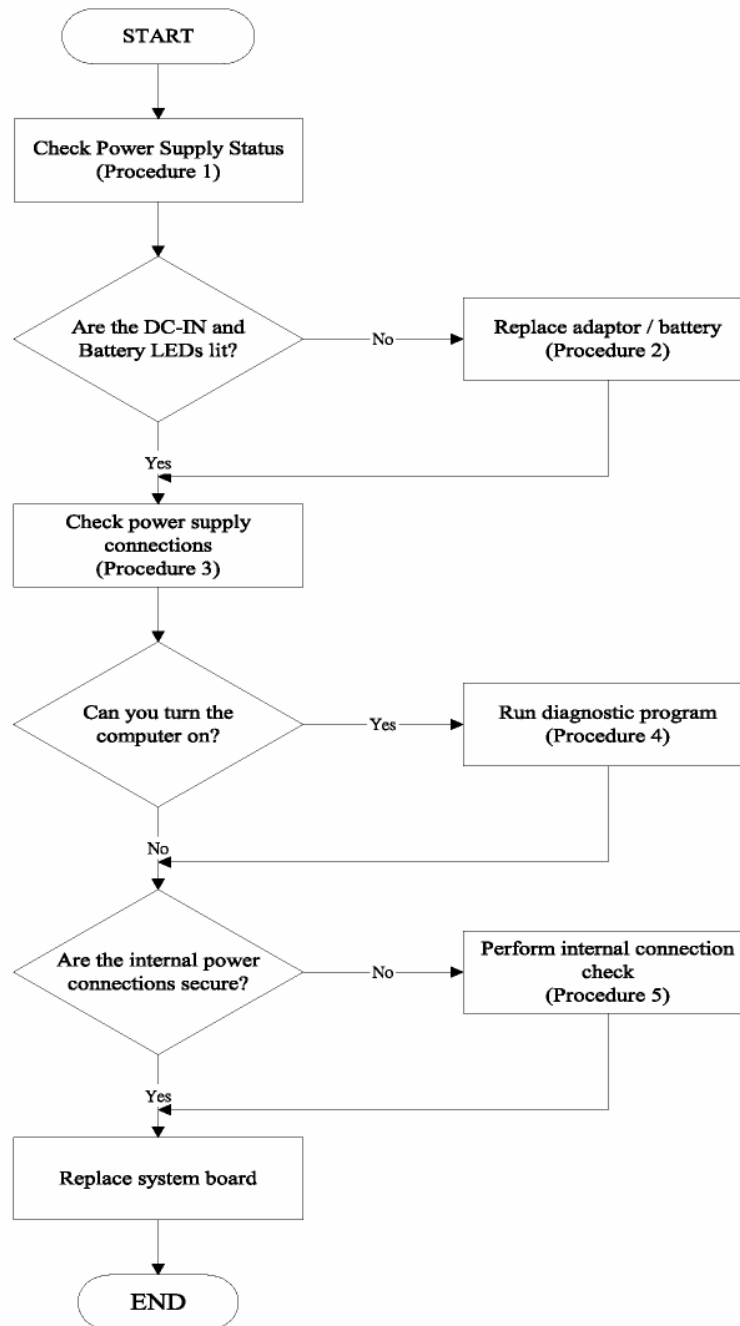 START
Check Power Supply Status
(Procedure 1)
Are the DC-IN and
Battery LEDs lit?
No
Replace adaptor / battery
(Procedure 2)
Yes
Check power supply
connections
(Procedure 3)
Can you turn the
computer on?
Yes
Run diagnostic program
(Procedure 4)
No
Are the internal power
connections secure?
No
Perform internal connection
check
(Procedure 5)
Yes
Replace system board
END